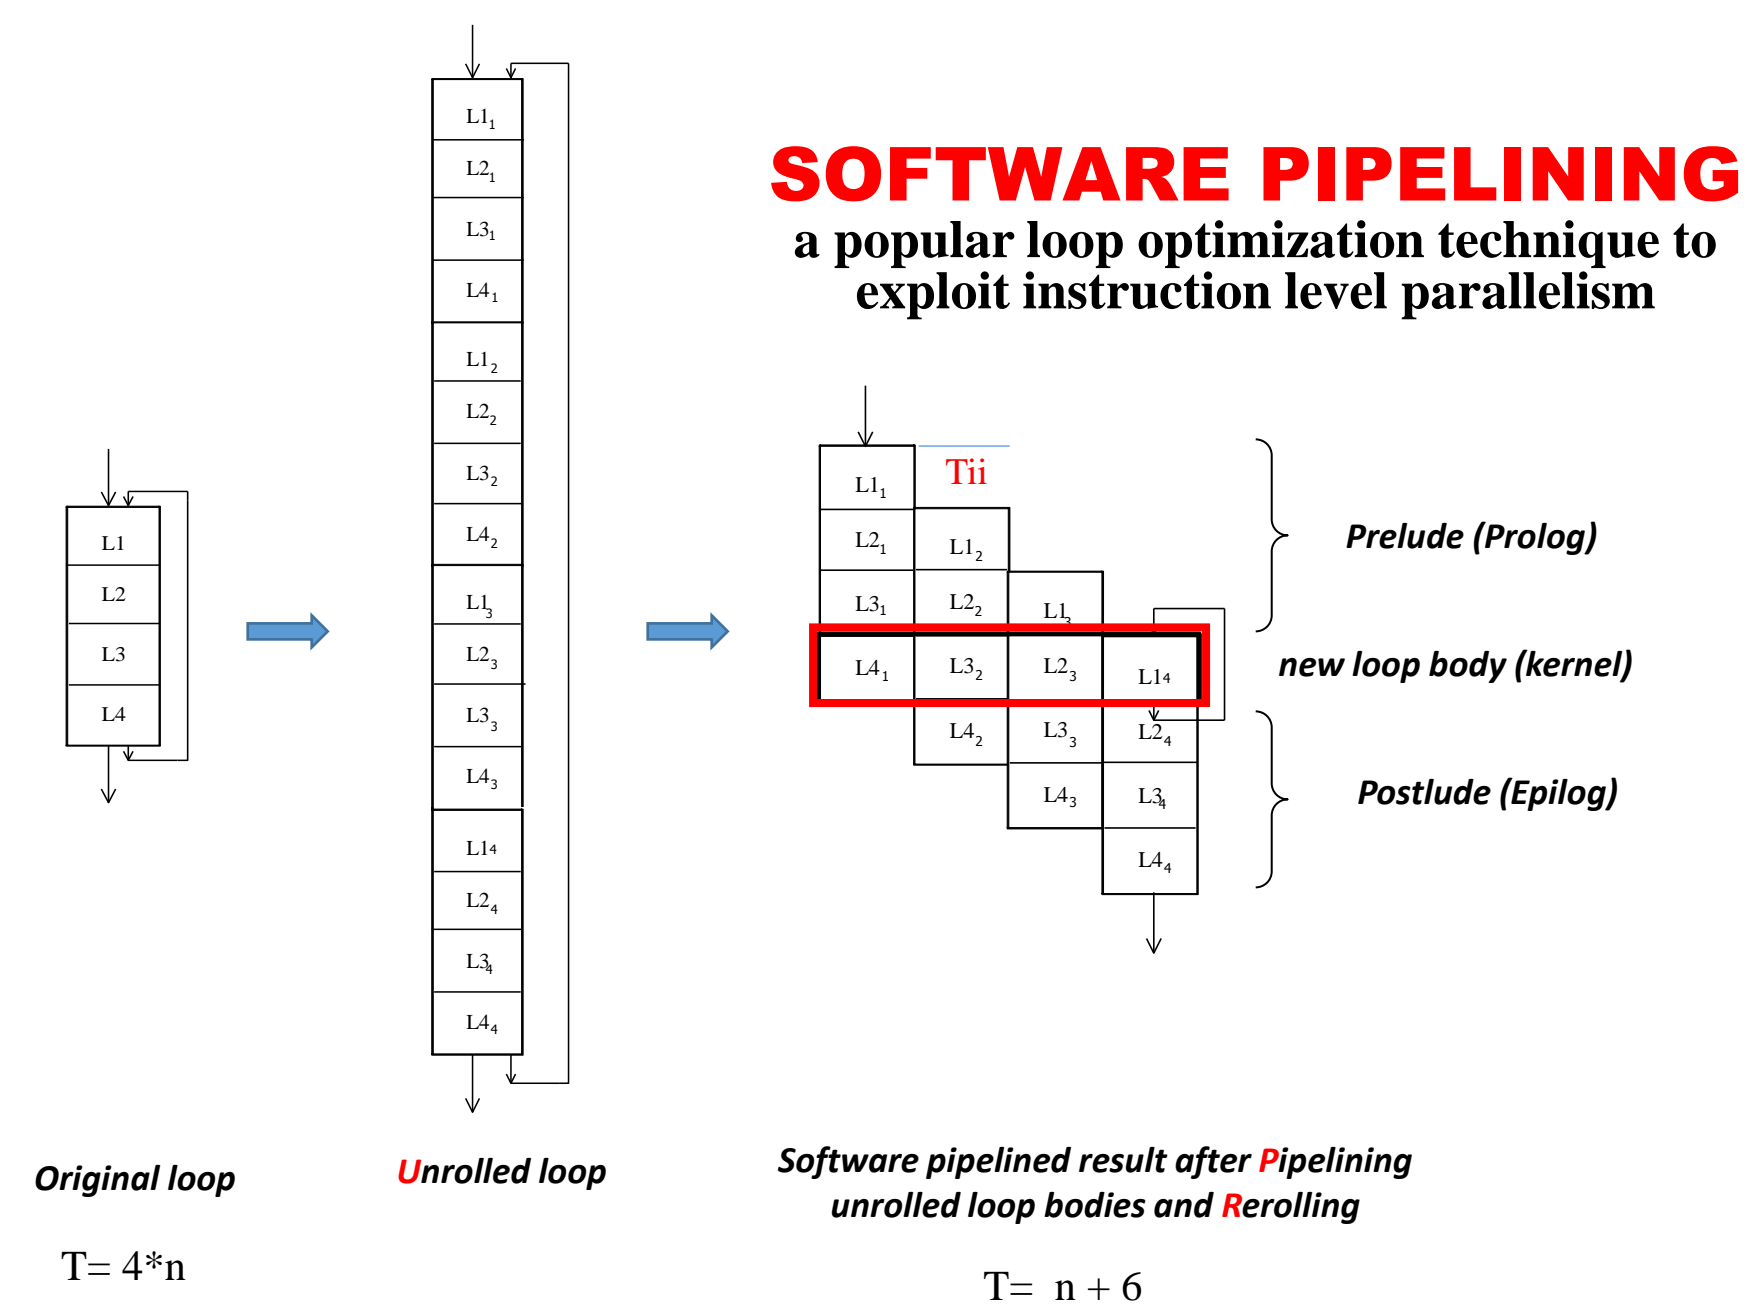 SOFTWARE PIPELINING
a popular loop optimization technique to
exploit instruction level parallelism
L1
L2
L3
L4
L1₁
L2₁
L3₁
L4₁
L1₂
L2₂
L3₂
L4₂
L1₃
L2₃
L3₃
L4₃
L1₄
L2₄
L3₄
L4₄
Tii
L1₁
L2₁ L1₂
L3₁ L2₂ L1₃
L4₁ L3₂ L2₃ L1₄
L4₂ L3₃ L2₄
L4₃ L3₄
L4₄
Prelude (Prolog)
new loop body (kernel)
Postlude (Epilog)
Original loop
Unrolled loop
Software pipelined result after Pipelining
unrolled loop bodies and Rerolling
T= 4*n
T= n + 6